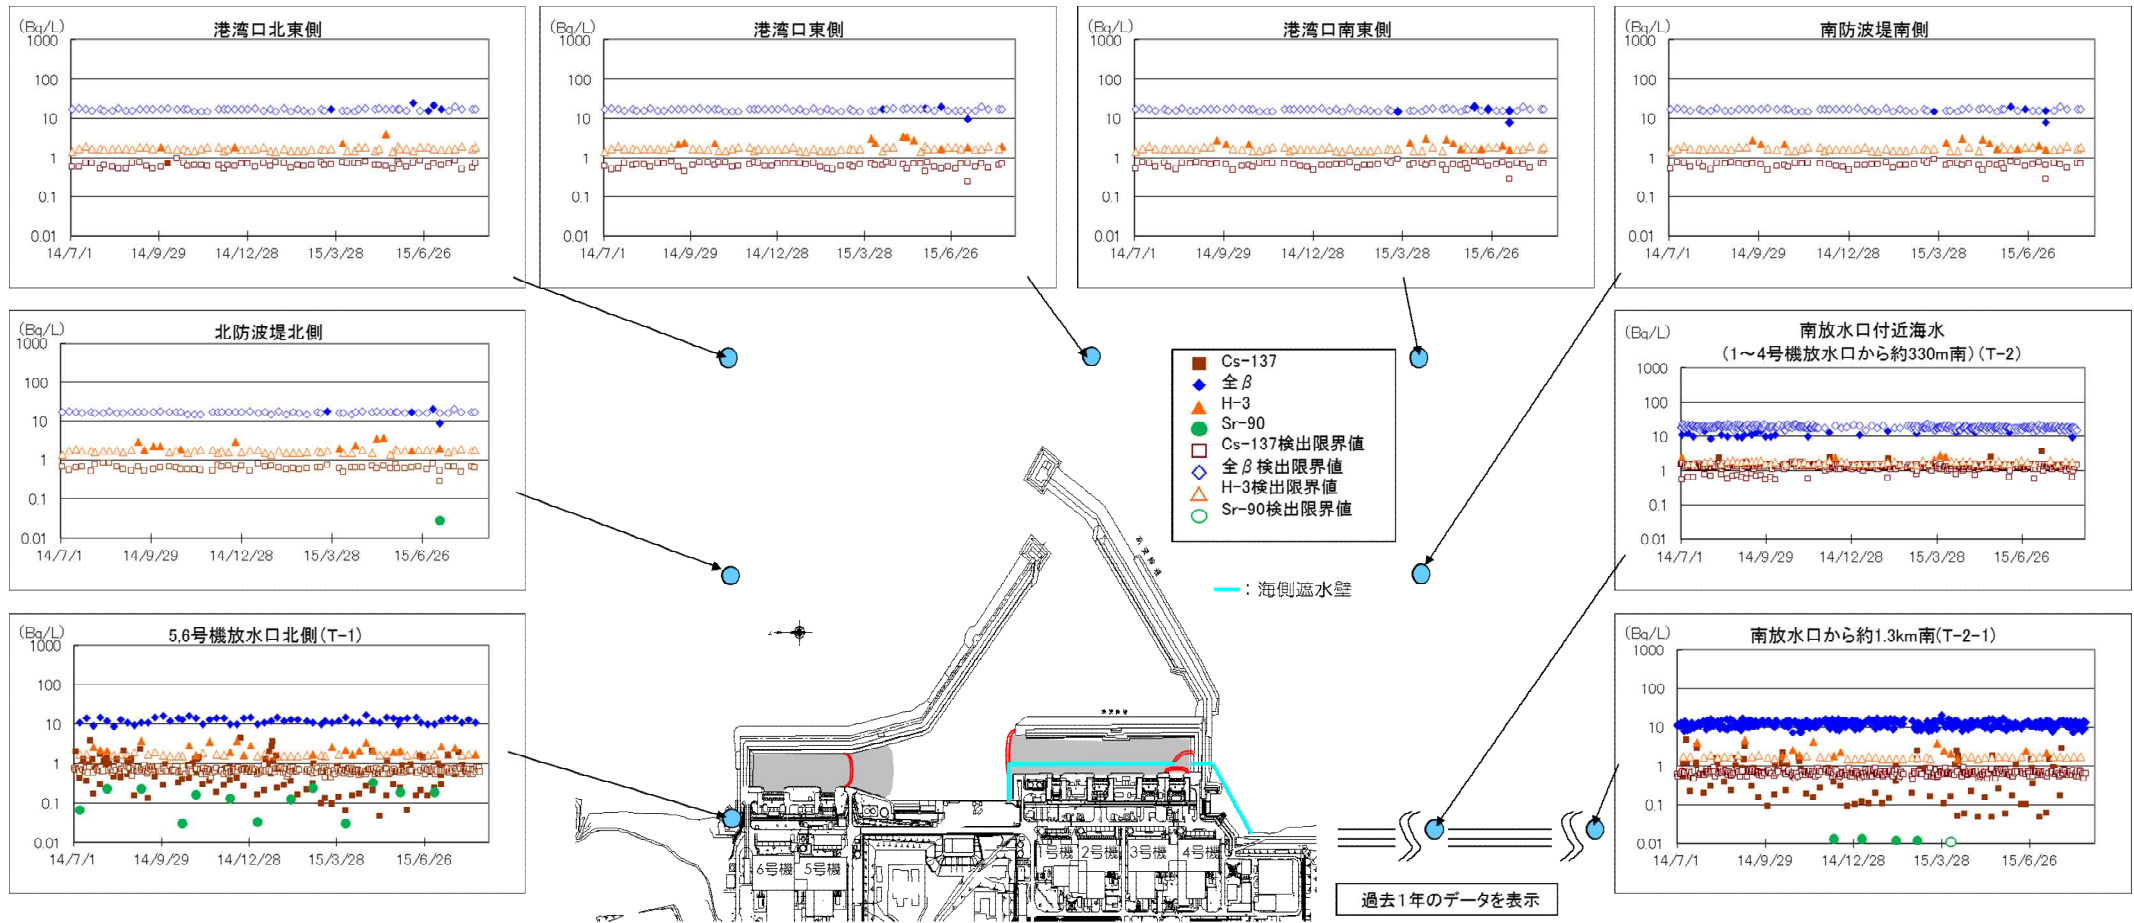 (Bq/L)
港湾口北東側
1000
100
10
1
0.1
0.01
14/7/1 14/9/29 14/12/28 15/3/28 15/6/26
(Bq/L)
港湾口東側
1000
100
10
1
0.1
0.01
14/7/1 14/9/29 14/12/28 15/3/28 15/6/26
(Bq/L)
港湾口南東側
1000
100
10
1
0.1
0.01
14/7/1 14/9/29 14/12/28 15/3/28 15/6/26
(Bq/L)
南防波堤南側
1000
100
10
1
0.1
0.01
14/7/1 14/9/29 14/12/28 15/3/28 15/6/26
(Bq/L)
北防波堤北側
1000
100
10
1
0.1
0.01
14/7/1 14/9/29 14/12/28 15/3/28 15/6/26
Cs-137
全β
H-3
Sr-90
Cs-137検出限界値
全β検出限界値
H-3検出限界値
Sr-90検出限界値
:海側遮水壁
(Bq/L)
南放水口付近海水
(1~4号機放水口から約330m南)(T-2)
1000
100
10
1
0.1
0.01
14/7/1 14/9/29 14/12/28 15/3/28 15/6/26
(Bq/L)
5,6号機放水口北側(T-1)
1000
100
10
1
0.1
0.01
14/7/1 14/9/29 14/12/28 15/3/28 15/6/26
(Bq/L)
南放水口から約1.3km南(T-2-1)
1000
100
10
1
0.1
0.01
14/7/1 14/9/29 14/12/28 15/3/28 15/6/26
6号機 5号機
号機 2号機 3号機 4号機
過去1年のデータを表示